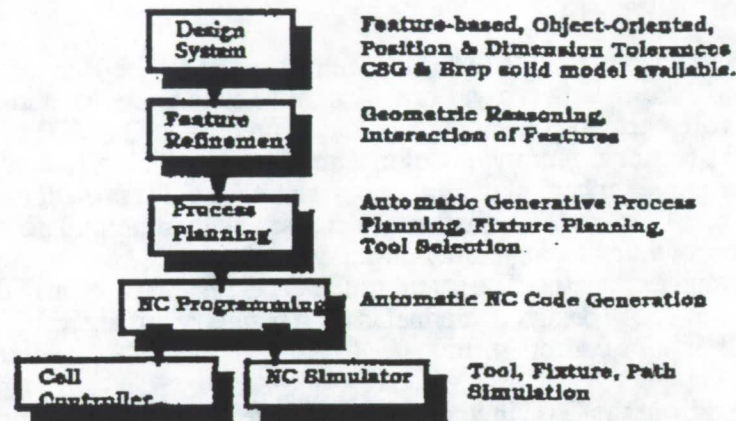 Design
System
Feature-based, Object-Oriented,
Position & Dimension Tolerances
CSG & Brep solid model available.
Feature
Refinement
Geometric Reasoning,
Interaction of Features
Process
Planning
Automatic Generative Process
Planning, Fixture Planning,
Tool Selection
NC Programming
Automatic NC Code Generation
Cell
Controller
NC Simulator
Tool, Fixture, Path
Simulation